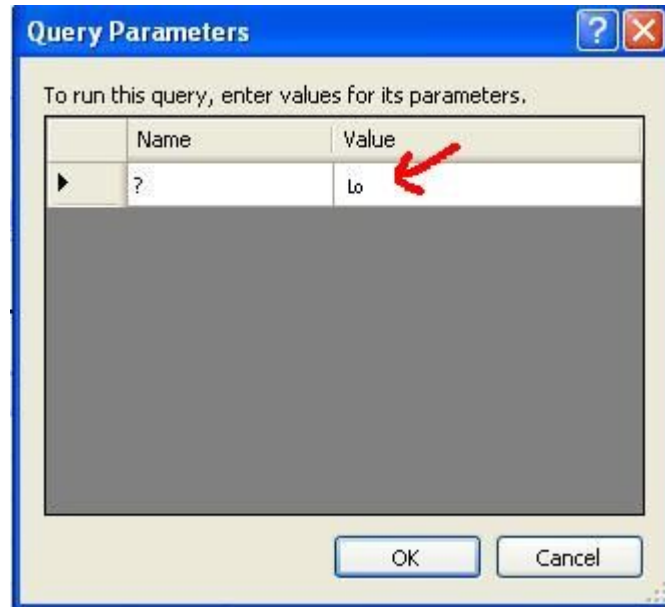 Query Parameters
To run this query, enter values for its parameters.
Name Value
? Lo
OK Cancel